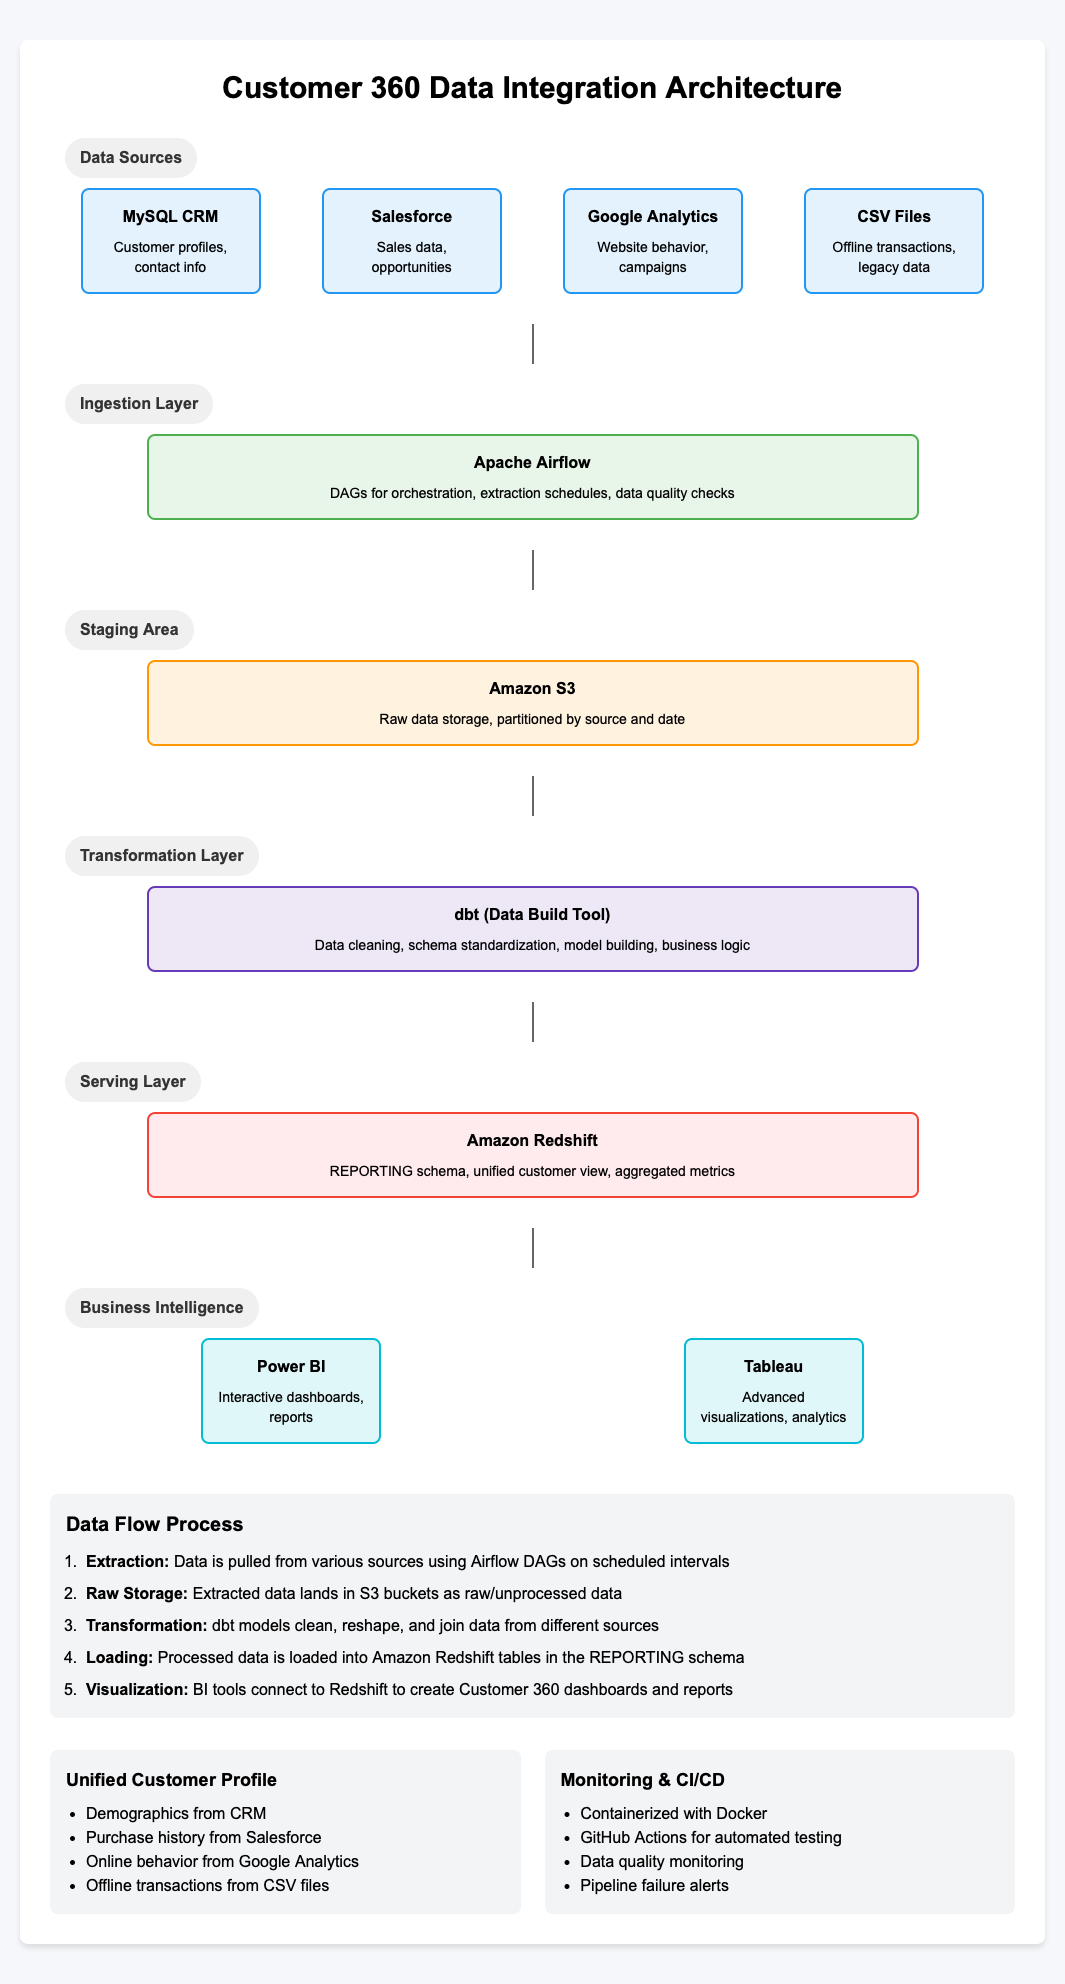 Customer 360 Data Integration Architecture
Data Sources
MySQL CRM
Customer profiles,
contact info
Salesforce
Sales data,
opportunities
Google Analytics
Website behavior,
campaigns
CSV Files
Offline transactions,
legacy data
Ingestion Layer
Apache Airflow
DAGs for orchestration, extraction schedules, data quality checks
Staging Area
Amazon S3
Raw data storage, partitioned by source and date
Transformation Layer
dbt (Data Build Tool)
Data cleaning, schema standardization, model building, business logic
Serving Layer
Amazon Redshift
REPORTING schema, unified customer view, aggregated metrics
Business Intelligence
Power BI
Interactive dashboards,
reports
Tableau
Advanced
visualizations, analytics
Data Flow Process
1. Extraction: Data is pulled from various sources using Airflow DAGs on scheduled intervals
2. Raw Storage: Extracted data lands in S3 buckets as raw/unprocessed data
3. Transformation: dbt models clean, reshape, and join data from different sources
4. Loading: Processed data is loaded into Amazon Redshift tables in the REPORTING schema
5. Visualization: BI tools connect to Redshift to create Customer 360 dashboards and reports
Unified Customer Profile
• Demographics from CRM
• Purchase history from Salesforce
• Online behavior from Google Analytics
• Offline transactions from CSV files
Monitoring & CI/CD
• Containerized with Docker
• GitHub Actions for automated testing
• Data quality monitoring
• Pipeline failure alerts